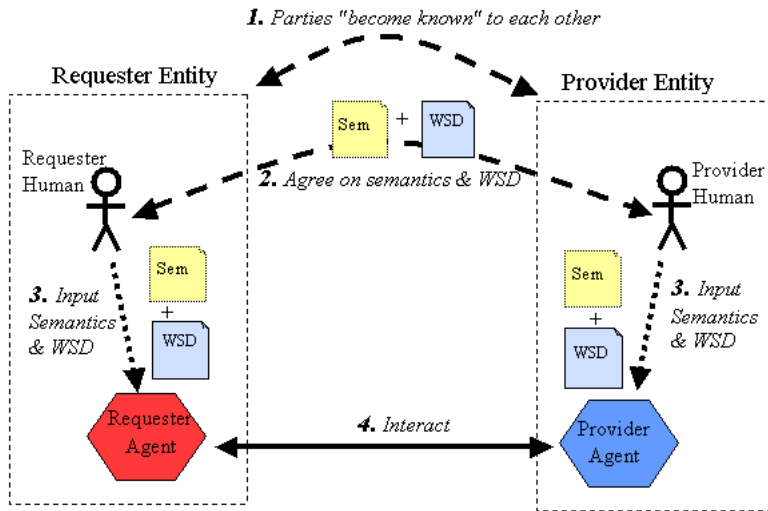 1. Parties "become known" to each other
Requester Entity
Provider Entity
Sem
+
WSD
Requester
Human
Provider
Human
2. Agree on semantics & WSD
Sem
+
WSD
3. Input
Semantics
& WSD
Sem
+
WSD
3. Input
Semantics
& WSD
Requester
Agent
4. Interact
Provider
Agent